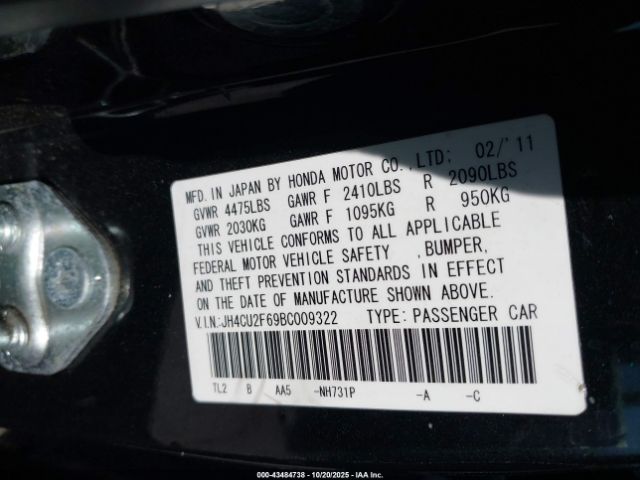 MFD. IN JAPAN BY HONDA MOTOR CO.,LTD; 02/'11
GVWR 4475LBS GAWR F 2410LBS R 2090LBS
GVWR 2030KG GAWR F 1095KG R 950KG
THIS VEHICLE CONFORMS TO ALL APPLICABLE
FEDERAL MOTOR VEHICLE SAFETY ,BUMPER,
AND THEFT PREVENTION STANDARDS IN EFFECT
ON THE DATE OF MANUFACTURE SHOWN ABOVE.
V.I.N.:JH4CU2F69BC009322 TYPE:PASSENGER CAR
TL2 B AA5 -NH731P -A -C
000-43484738 | 10/20/2025 | IAA Inc.